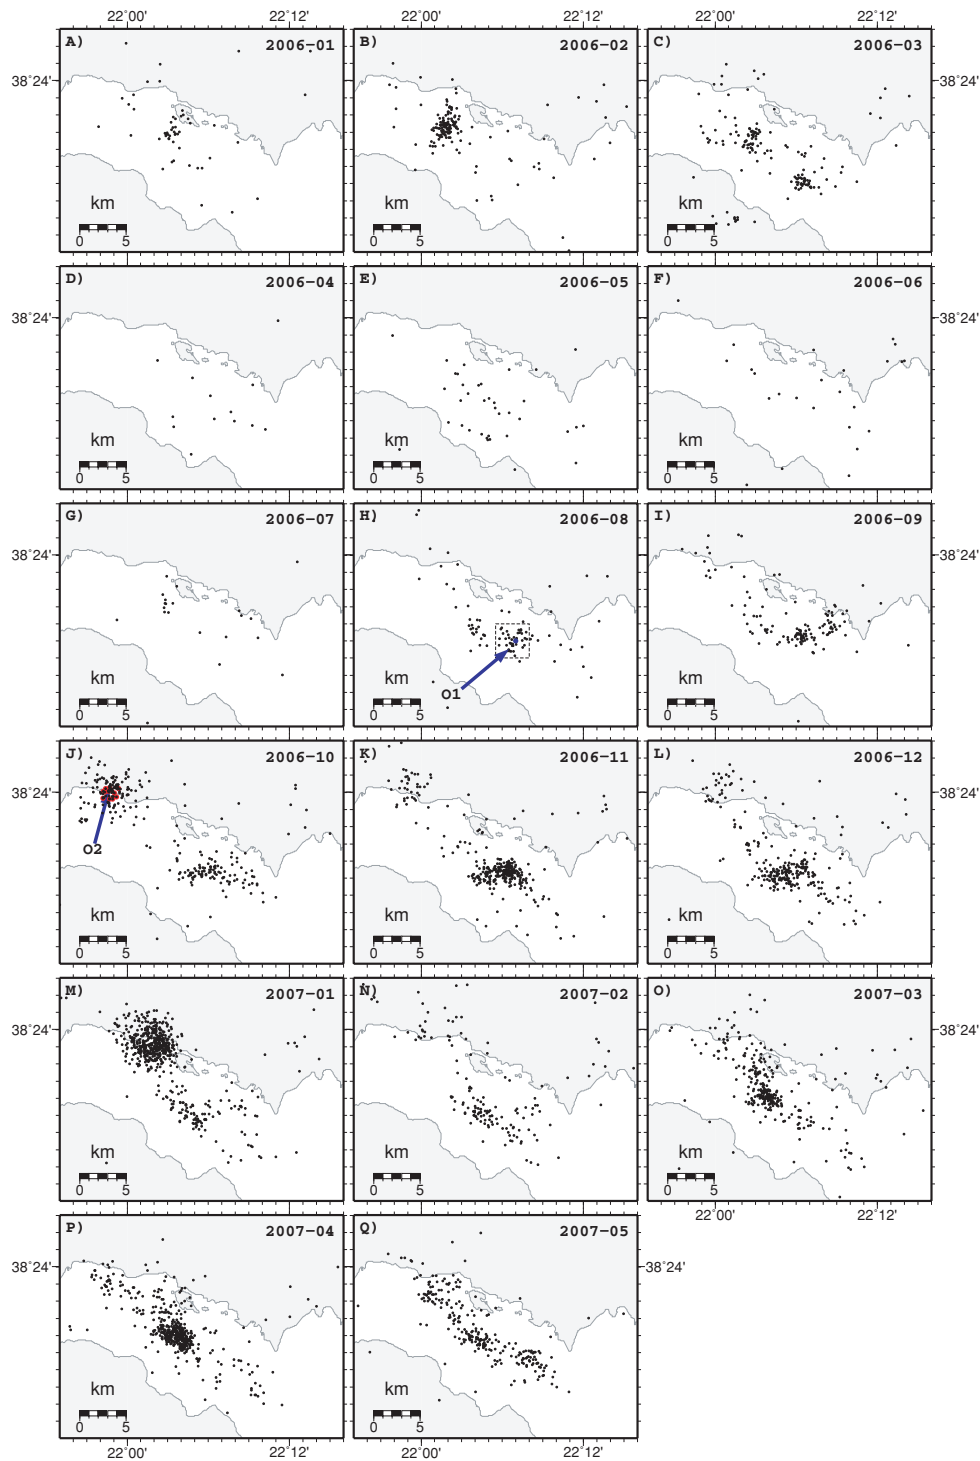 22°00' 22°12' 22°00' 22°12' 22°00' 22°12'
A) 2006-01
B) 2006-02
C) 2006-03
38°24' 38°24'
km km km
0 5 0 5 0 5
D) 2006-04
E) 2006-05
F) 2006-06
38°24' 38°24'
km km km
0 5 0 5 0 5
G) 2006-07
H) 2006-08
I) 2006-09
38°24' 38°24'
O1
km km km
0 5 0 5 0 5
J) 2006-10
K) 2006-11
L) 2006-12
38°24' 38°24'
O2
km km km
0 5 0 5 0 5
M) 2007-01
N) 2007-02
O) 2007-03
38°24' 38°24'
km km km
0 5 0 5 0 5
22°00' 22°12'
P) 2007-04
Q) 2007-05
38°24' 38°24'
km km
0 5 0 5
22°00' 22°12' 22°00' 22°12'